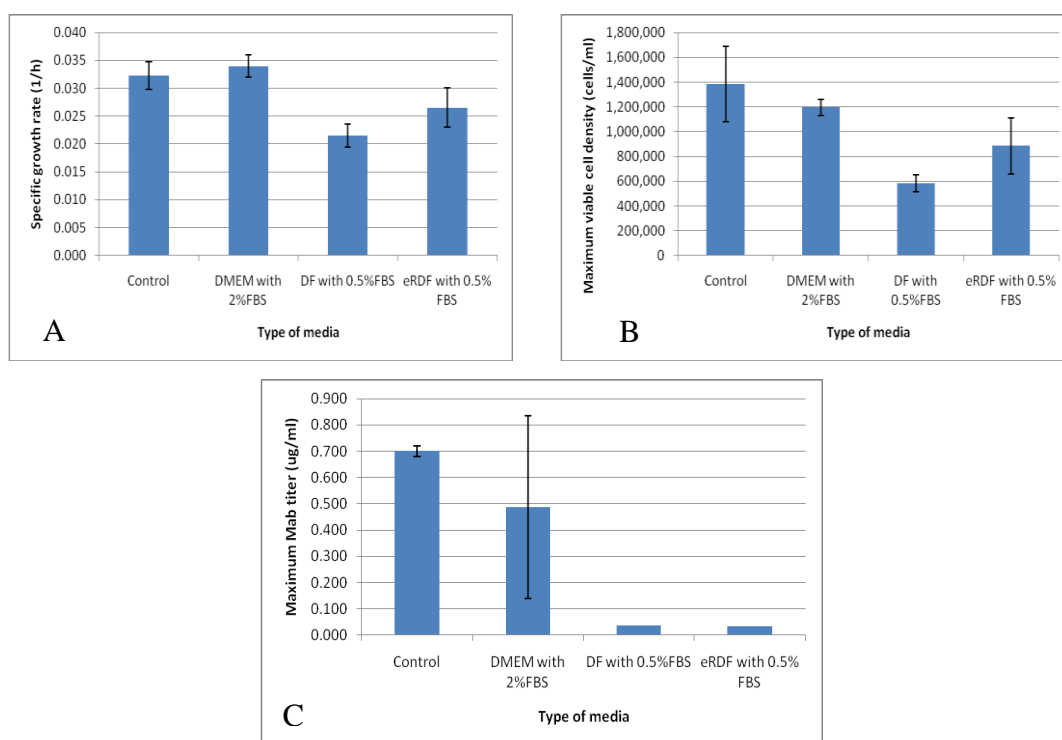 Specific growth rate (1/h)
0.040
0.035
0.030
0.025
0.020
0.015
0.010
0.005
0.000
Control
DMEM with
2%FBS
DF with 0.5%FBS
eRDF with 0.5%
FBS
Type of media
A
Maximum viable cell density (cells/ml)
1,800,000
1,600,000
1,400,000
1,200,000
1,000,000
800,000
600,000
400,000
200,000
0
Control
DMEM with
2%FBS
DF with
0.5%FBS
eRDF with 0.5%
FBS
Type of media
B
Maximum Mab titer (ug/ml)
0.900
0.800
0.700
0.600
0.500
0.400
0.300
0.200
0.100
0.000
Control
DMEM with
2%FBS
DF with 0.5%FBS
eRDF with 0.5%
FBS
Type of media
C